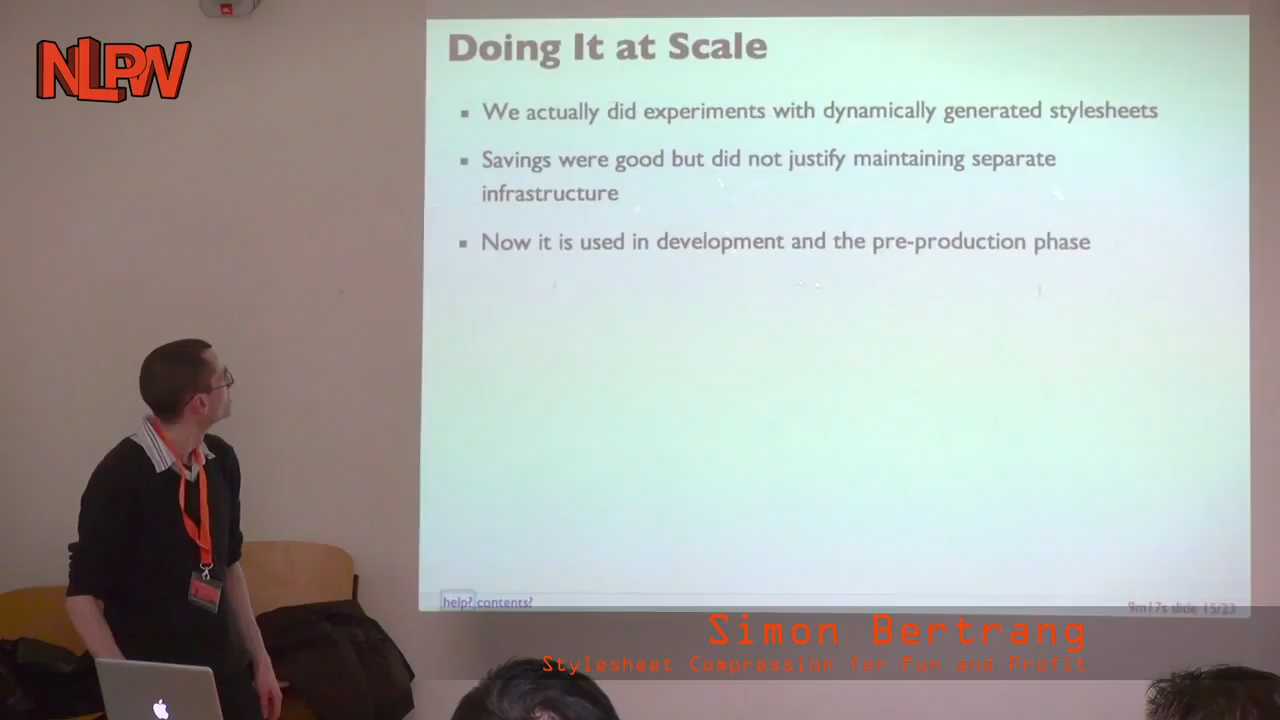 NLPW
Doing It at Scale
We actually did experiments with dynamically generated stylesheets
Savings were good but did not justify maintaining separate
infrastructure
Now it is used in development and the pre-production phase
help? contents?
9m17s slide 15/23
Simon Bertrang
Stylesheet Compression for Fun and Profit